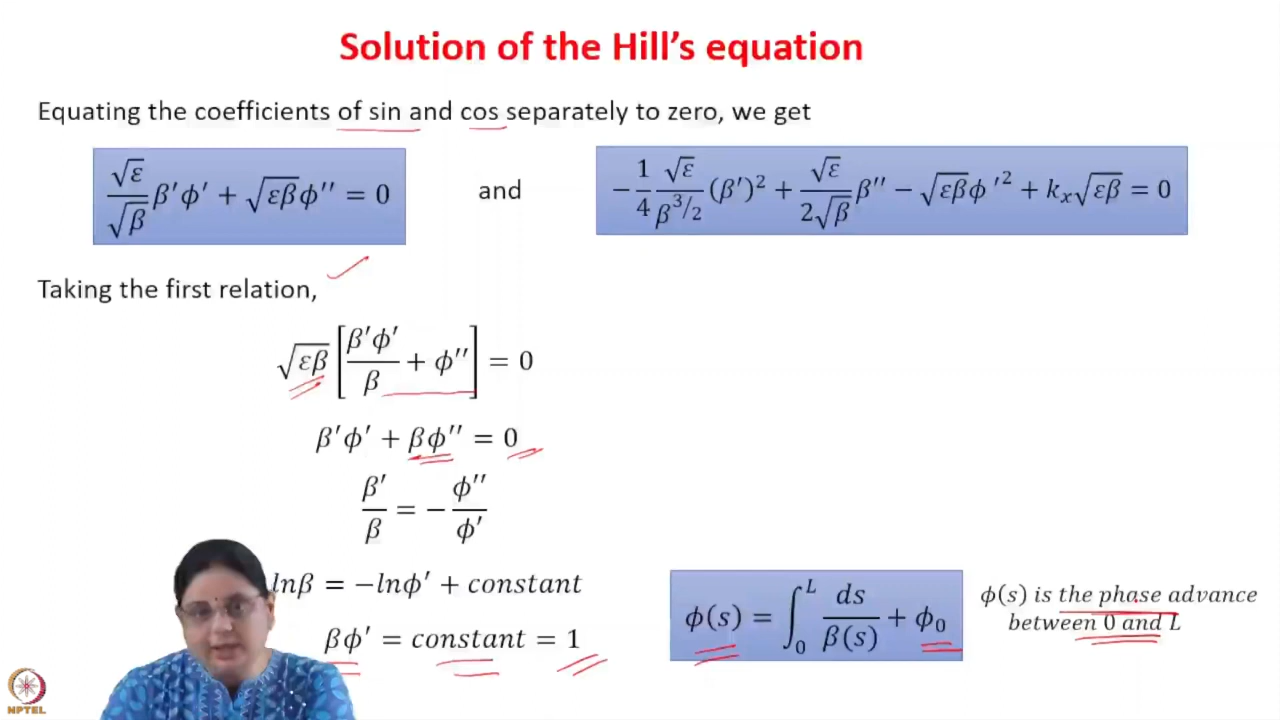 Solution of the Hill's equation
Equating the coefficients of sin and cos separately to zero, we get
√ε/√β β′ϕ′ + √εβ ϕ′′ = 0 and −1/4 √ε/β^3/2 (β′)² + √ε/2√β β′′ − √εβ ϕ′² + kₓ√εβ = 0
Taking the first relation,
√εβ [β′ϕ′/β + ϕ′′] = 0
β′ϕ′ + βϕ′′ = 0
β′/β = −ϕ′′/ϕ′
lnβ = −lnϕ′ + constant
βϕ′ = constant = 1
ϕ(s) = ∫₀ᴸ ds/β(s) + ϕ₀
ϕ(s) is the phase advance
between 0 and L
NPTEL